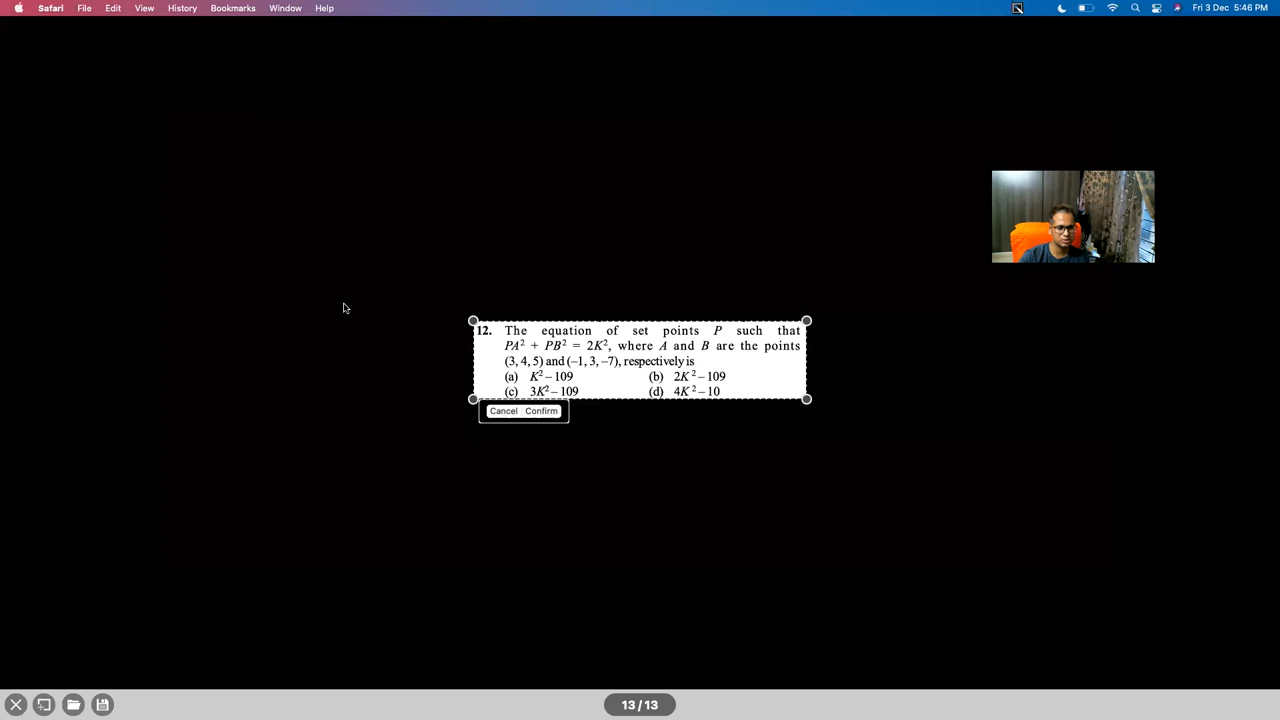 Safari File Edit View History Bookmarks Window Help Fri 3 Dec 5:46 PM
12. The equation of set points P such that
PA² + PB² = 2K², where A and B are the points
(3, 4, 5) and (–1, 3, –7), respectively is
(a) K² – 109 (b) 2K² – 109
(c) 3K² – 109 (d) 4K² – 10
Cancel Confirm
13/13